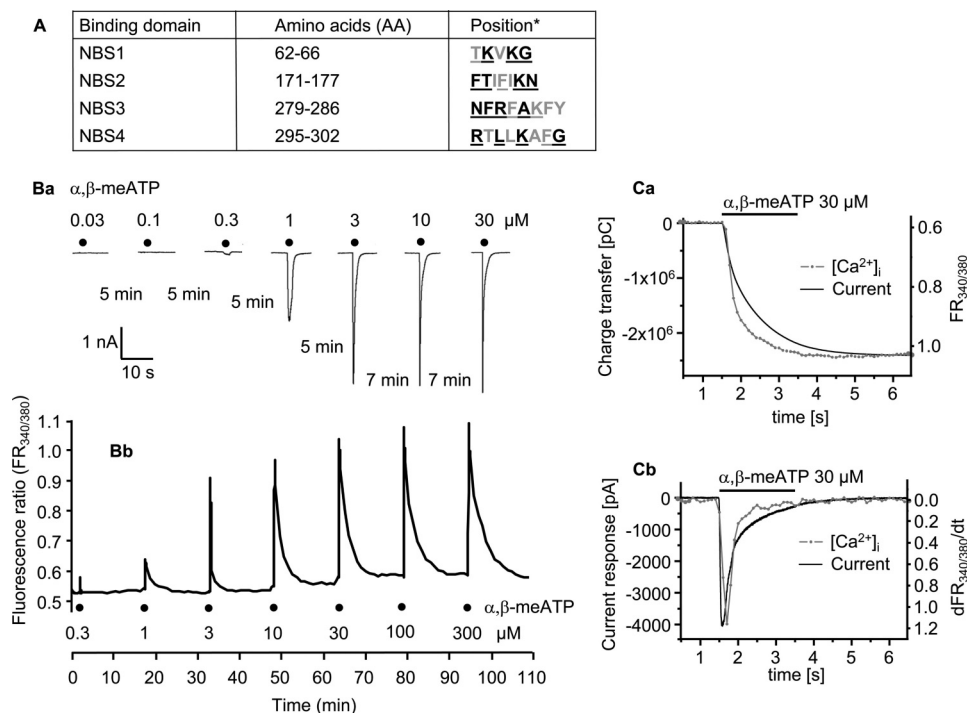 A
Binding domain Amino acids (AA) Position*
NBS1 62-66 TKVKG
NBS2 171-177 FTIFIKN
NBS3 279-286 NFRFAKFY
NBS4 295-302 RTLLKAFG
Ba α,β-meATP
0.03 0.1 0.3 1 3 10 30 µM
5 min 5 min 5 min 5 min 7 min 7 min
1 nA
10 s
Bb
Fluorescence ratio (FR340/380)
1.1
1.0
0.9
0.8
0.7
0.6
0.5
α,β-meATP
0.3 1 3 10 30 100 300 µM
0 10 20 30 40 50 60 70 80 90 100 110
Time (min)
Ca
α,β-meATP 30 µM
Charge transfer [pC]
0
-1x10⁶
-2x10⁶
[Ca²⁺]i
Current
0.6
0.8
1.0
FR340/380
1 2 3 4 5 6
time [s]
Cb
α,β-meATP 30 µM
Current response [pA]
0
-1000
-2000
-3000
-4000
[Ca²⁺]i
Current
0.0
0.2
0.4
0.6
0.8
1.0
1.2
dFR340/380/dt
1 2 3 4 5 6
time [s]